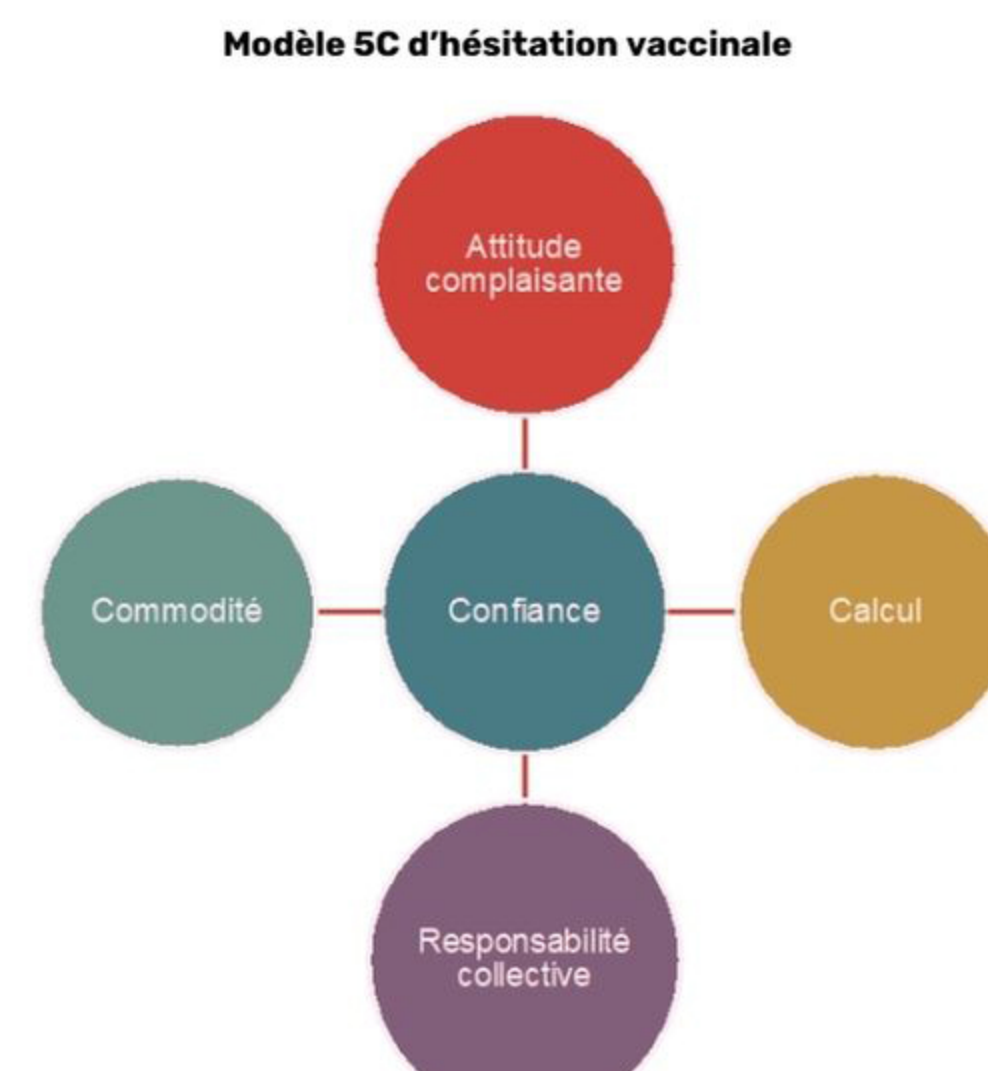 Modèle 5C d’hésitation vaccinale
Attitude
complaisante
Commodité
Confiance
Calcul
Responsabilité
collective